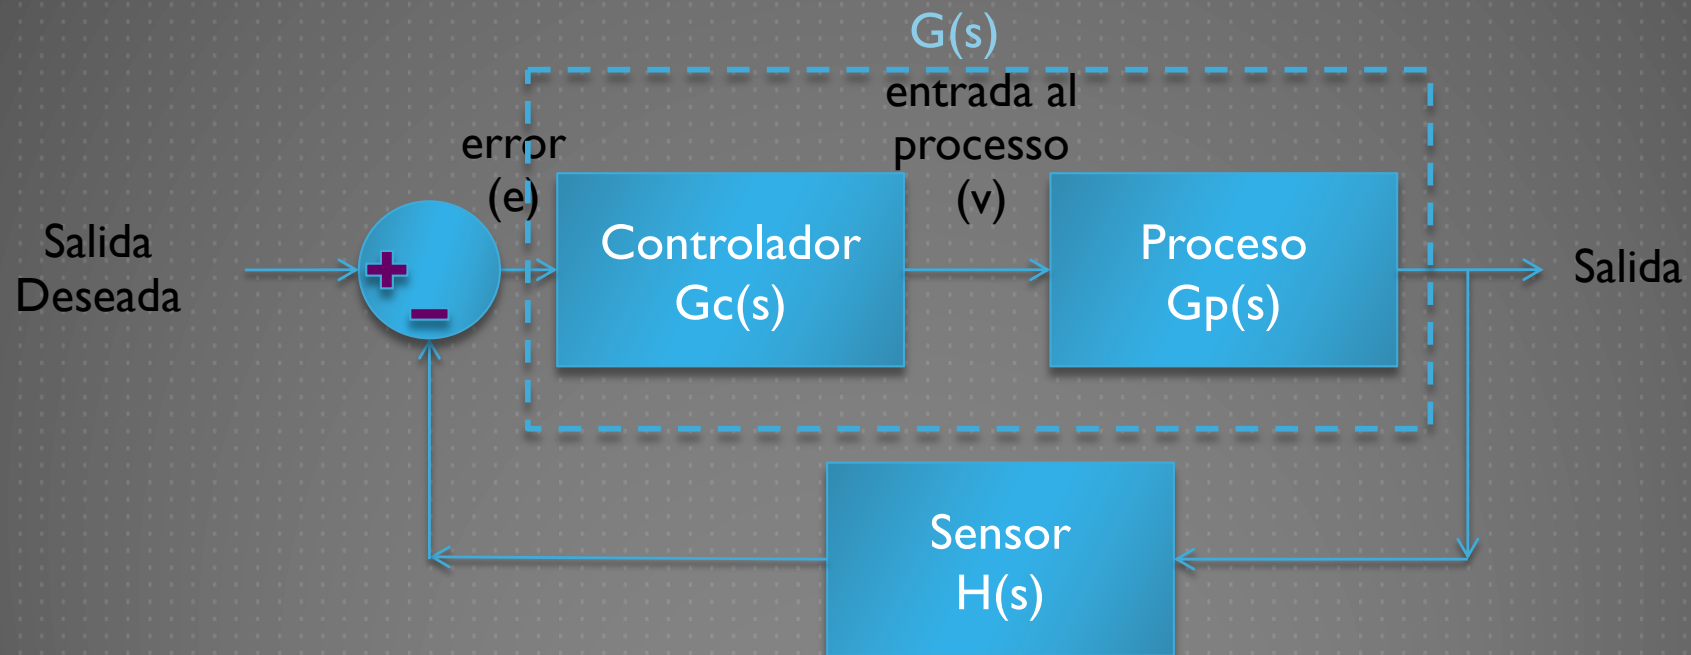 G(s)
entrada al
processo
(v)
error
(e)
Salida
Deseada
+
−
Controlador
Gc(s)
Proceso
Gp(s)
Salida
Sensor
H(s)